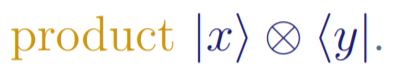 product |x⟩ ⊗ ⟨y|.